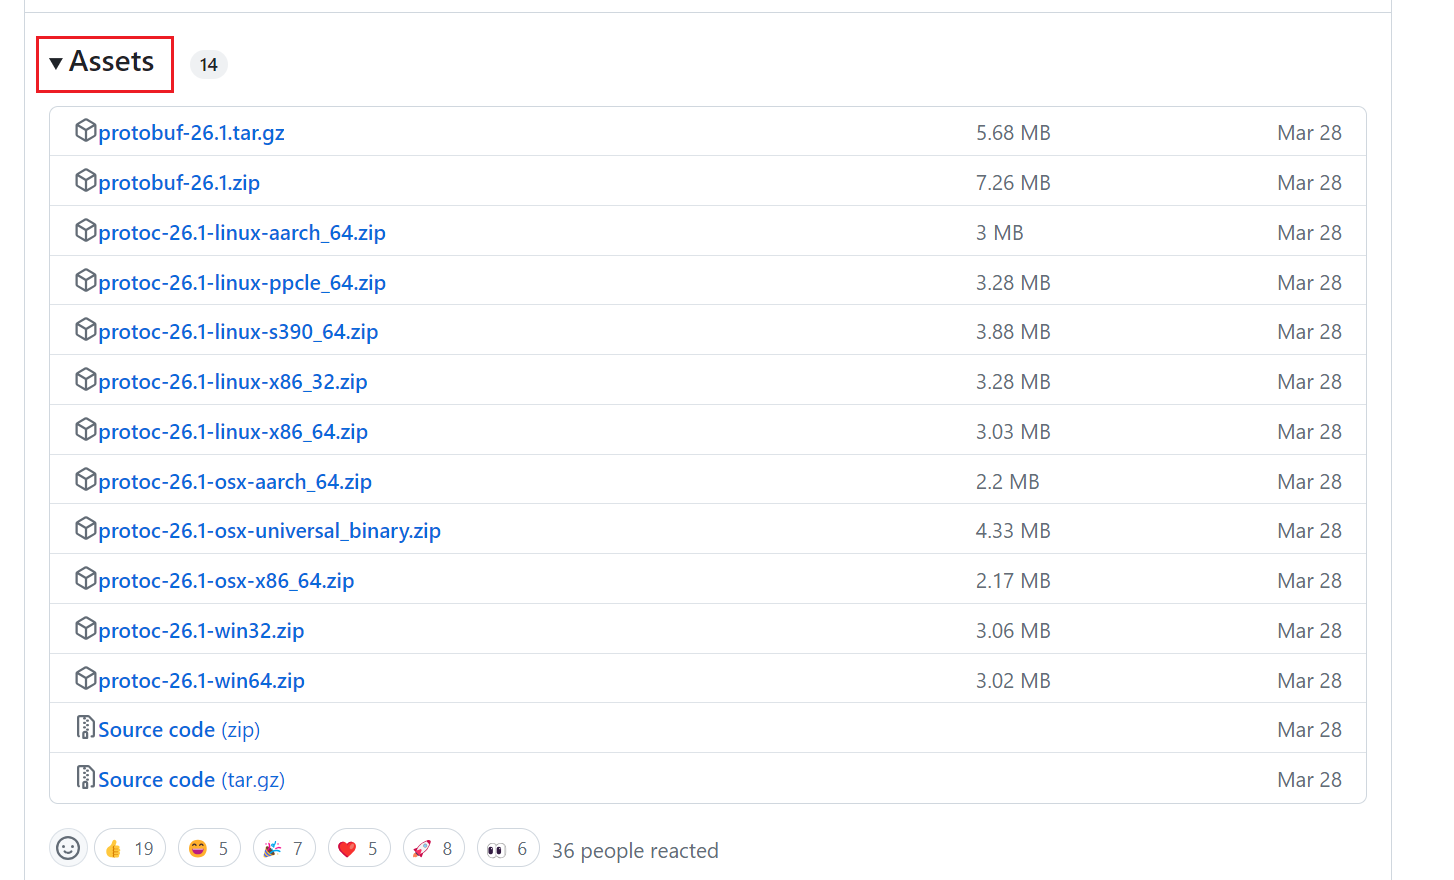 Assets 14
protobuf-26.1.tar.gz 5.68 MB Mar 28
protobuf-26.1.zip 7.26 MB Mar 28
protoc-26.1-linux-aarch_64.zip 3 MB Mar 28
protoc-26.1-linux-ppcle_64.zip 3.28 MB Mar 28
protoc-26.1-linux-s390_64.zip 3.88 MB Mar 28
protoc-26.1-linux-x86_32.zip 3.28 MB Mar 28
protoc-26.1-linux-x86_64.zip 3.03 MB Mar 28
protoc-26.1-osx-aarch_64.zip 2.2 MB Mar 28
protoc-26.1-osx-universal_binary.zip 4.33 MB Mar 28
protoc-26.1-osx-x86_64.zip 2.17 MB Mar 28
protoc-26.1-win32.zip 3.06 MB Mar 28
protoc-26.1-win64.zip 3.02 MB Mar 28
Source code (zip) Mar 28
Source code (tar.gz) Mar 28
19 5 7 5 8 6 36 people reacted